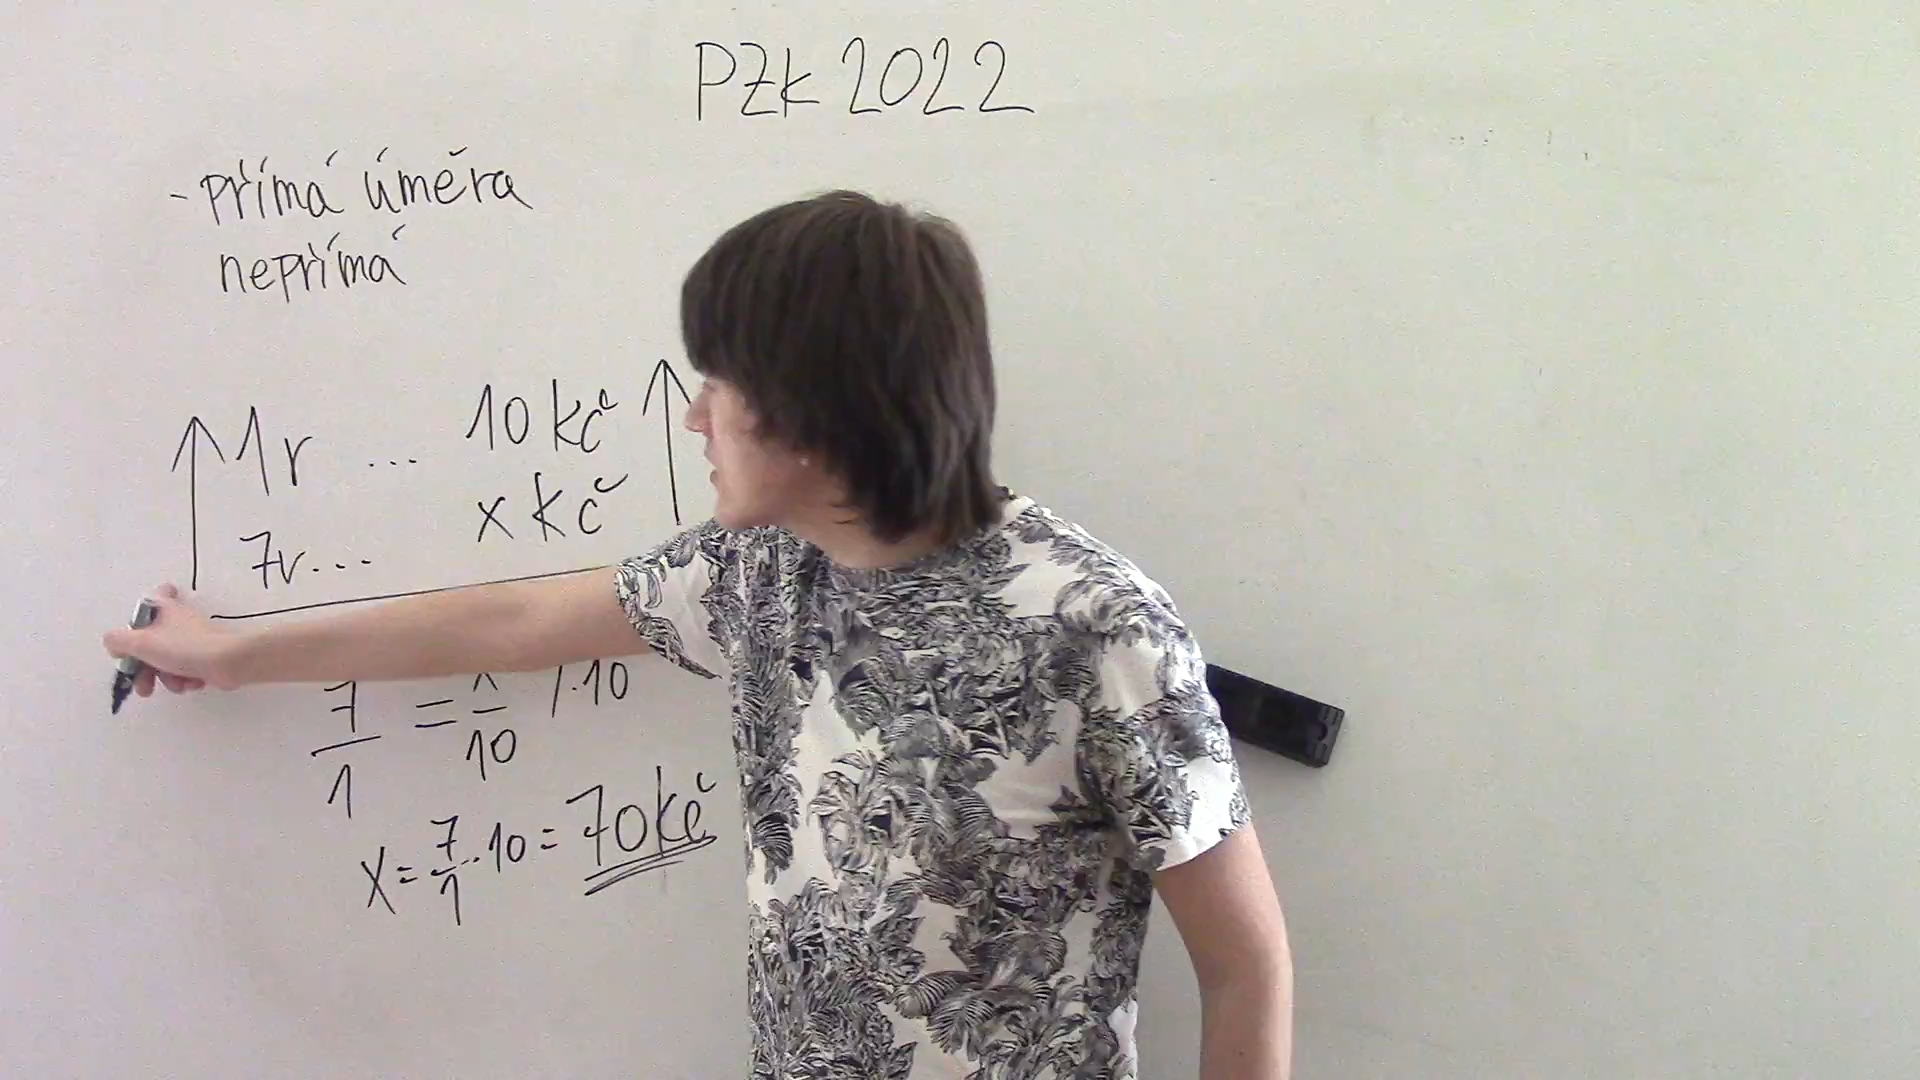 PZK 2022
- přímá úměra
nepřímá
1r ... 10 kč
7r... x kč
7/1 = x/10 /.10
x = 7/1 . 10 = 70kč